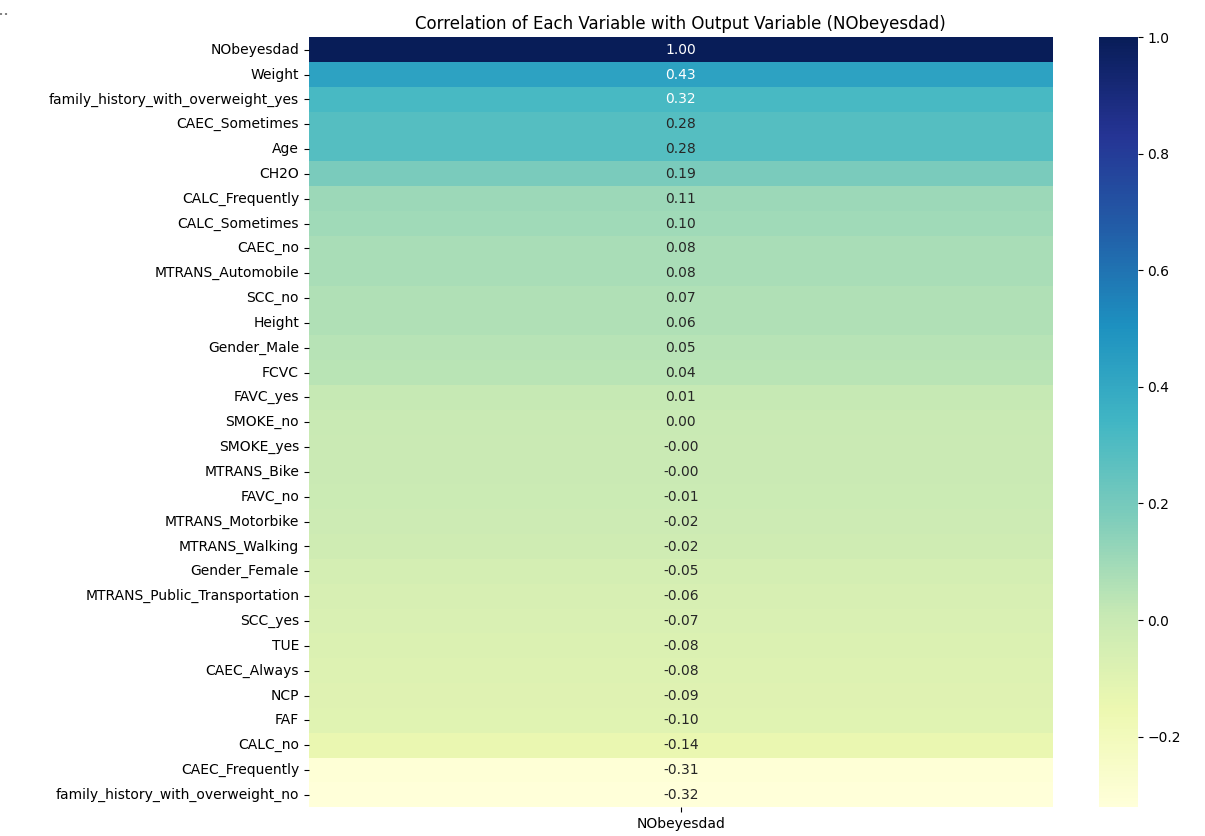 ..
Correlation of Each Variable with Output Variable (NObeyesdad)
NObeyesdad 1.00
Weight 0.43
family_history_with_overweight_yes 0.32
CAEC_Sometimes 0.28
Age 0.28
CH2O 0.19
CALC_Frequently 0.11
CALC_Sometimes 0.10
CAEC_no 0.08
MTRANS_Automobile 0.08
SCC_no 0.07
Height 0.06
Gender_Male 0.05
FCVC 0.04
FAVC_yes 0.01
SMOKE_no 0.00
SMOKE_yes -0.00
MTRANS_Bike -0.00
FAVC_no -0.01
MTRANS_Motorbike -0.02
MTRANS_Walking -0.02
Gender_Female -0.05
MTRANS_Public_Transportation -0.06
SCC_yes -0.07
TUE -0.08
CAEC_Always -0.08
NCP -0.09
FAF -0.10
CALC_no -0.14
CAEC_Frequently -0.31
family_history_with_overweight_no -0.32
NObeyesdad
1.0
0.8
0.6
0.4
0.2
0.0
−0.2